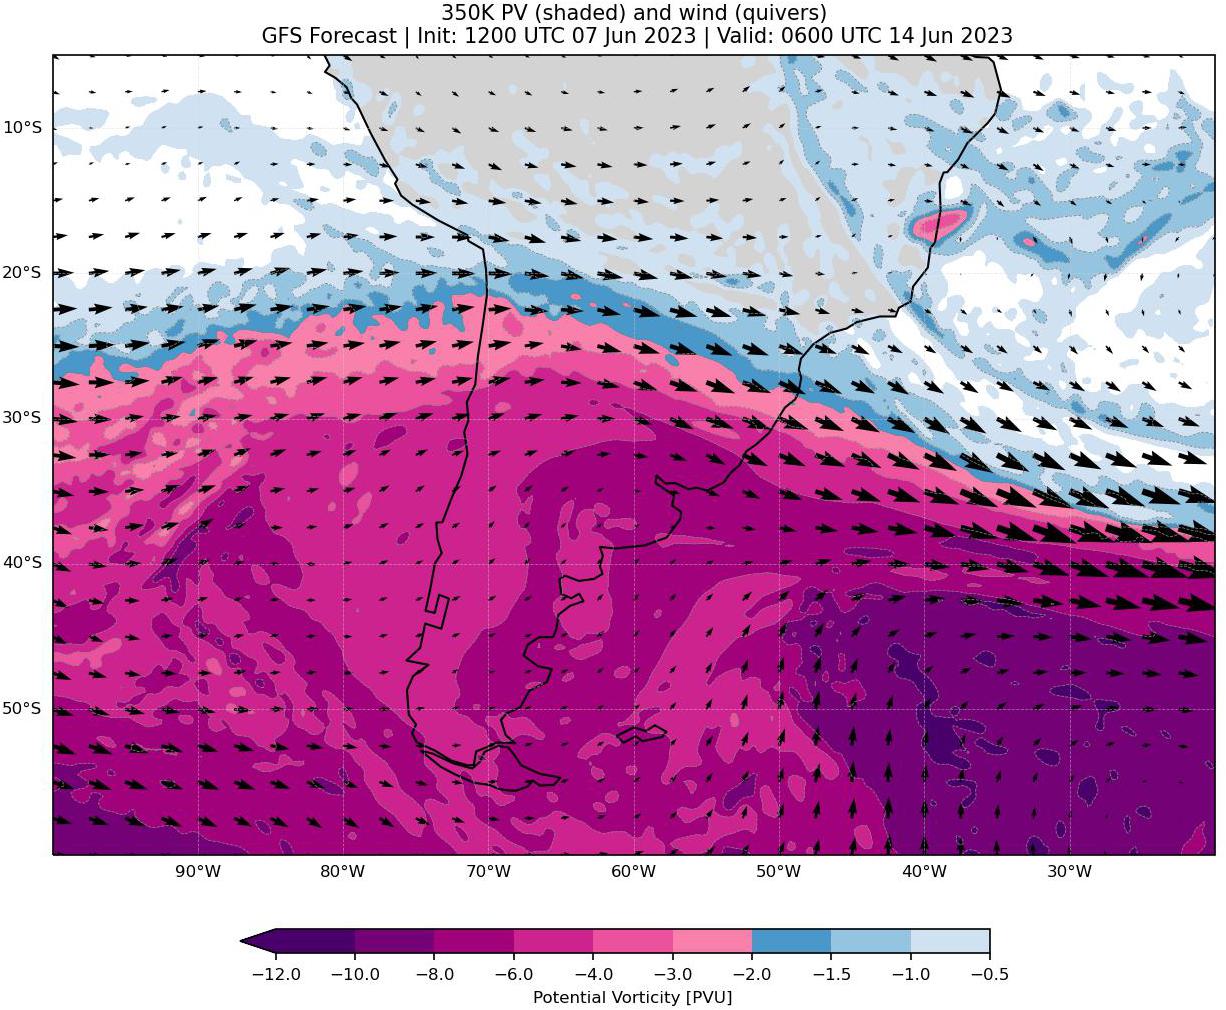 350K PV (shaded) and wind (quivers)
GFS Forecast | Init: 1200 UTC 07 Jun 2023 | Valid: 0600 UTC 14 Jun 2023
10°S
20°S
30°S
40°S
50°S
90°W 80°W 70°W 60°W 50°W 40°W 30°W
−12.0 −10.0 −8.0 −6.0 −4.0 −3.0 −2.0 −1.5 −1.0 −0.5
Potential Vorticity [PVU]